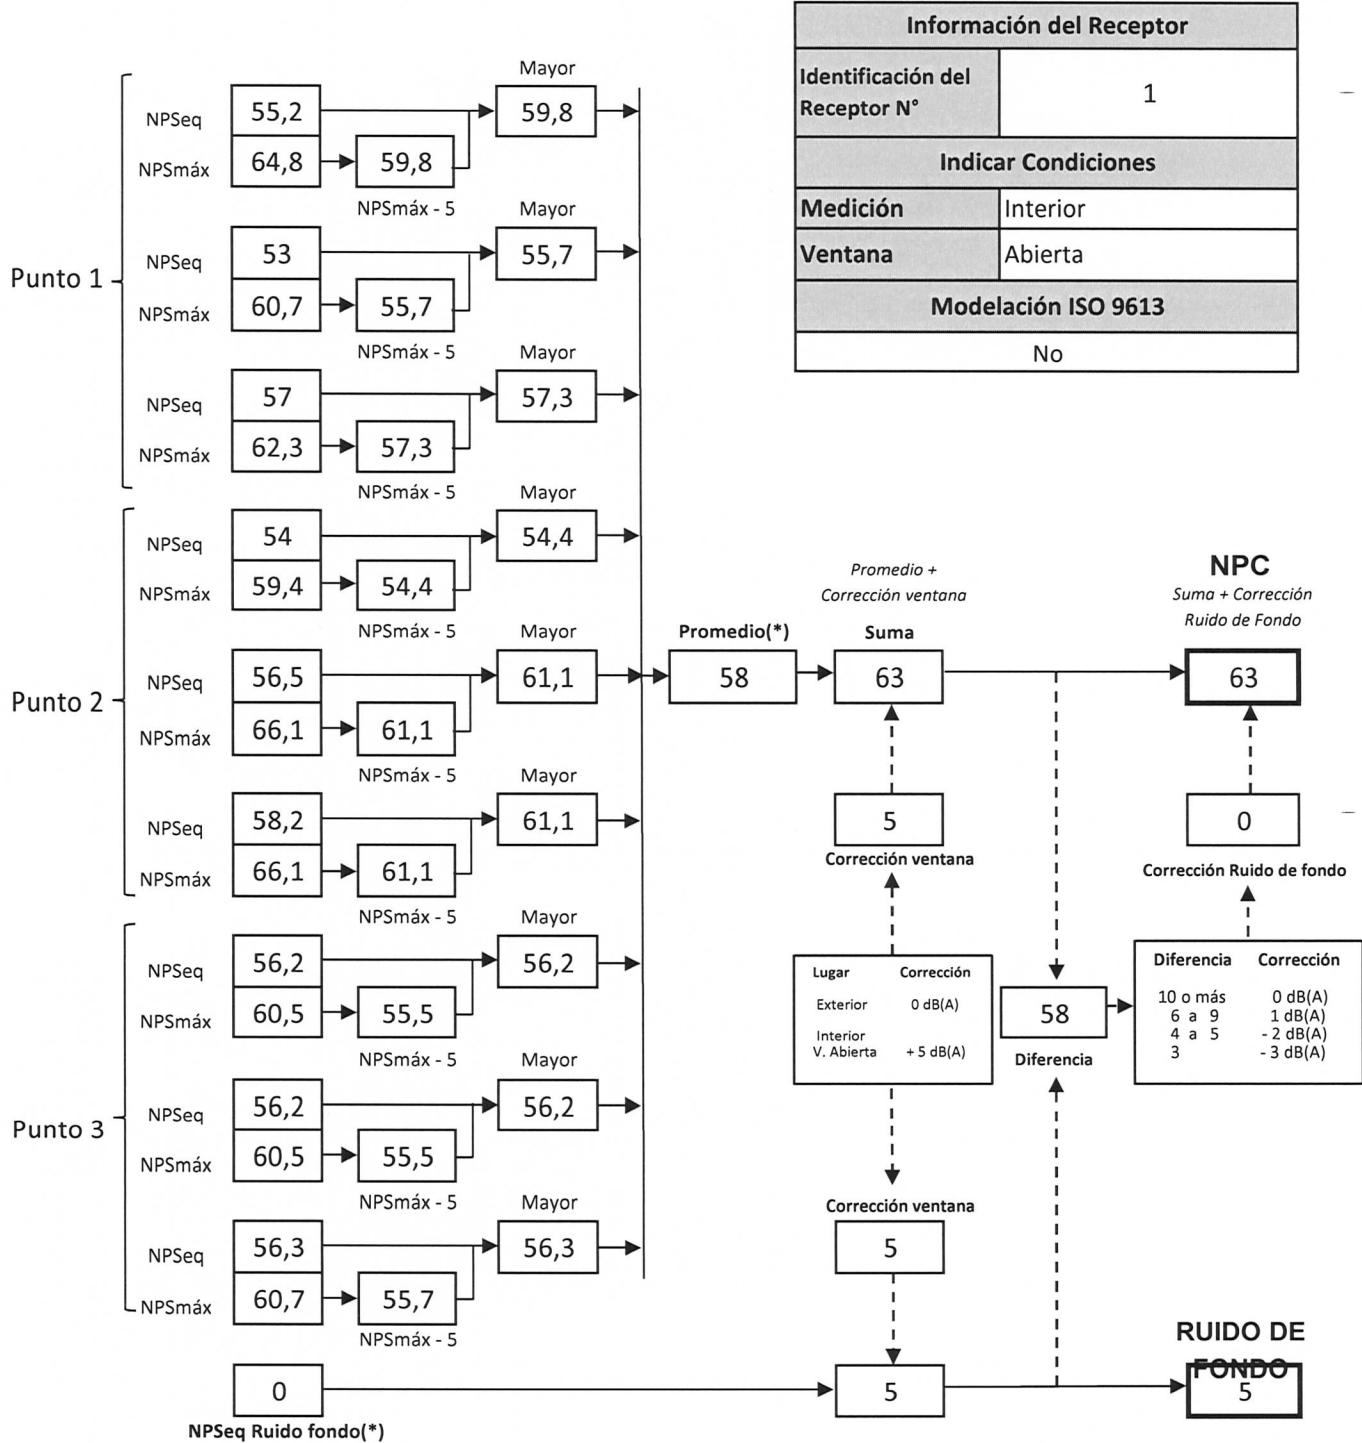 Información del Receptor
Identificación del
Receptor N°
1
Indicar Condiciones
Medición
Interior
Ventana
Abierta
Modelación ISO 9613
No
Punto 1
Mayor
NPSeq
55,2
59,8
NPSmáx
64,8
59,8
NPSmáx - 5
Mayor
NPSeq
53
55,7
NPSmáx
60,7
55,7
NPSmáx - 5
Mayor
NPSeq
57
57,3
NPSmáx
62,3
57,3
NPSmáx - 5
Punto 2
Mayor
NPSeq
54
54,4
NPSmáx
59,4
54,4
NPSmáx - 5
Mayor
NPSeq
56,5
61,1
NPSmáx
66,1
61,1
NPSmáx - 5
Mayor
NPSeq
58,2
61,1
NPSmáx
66,1
61,1
NPSmáx - 5
Punto 3
Mayor
NPSeq
56,2
56,2
NPSmáx
60,5
55,5
NPSmáx - 5
Mayor
NPSeq
56,2
56,2
NPSmáx
60,5
55,5
NPSmáx - 5
Mayor
NPSeq
56,3
56,3
NPSmáx
60,7
55,7
NPSmáx - 5
0
NPSeq Ruido fondo(*)
Promedio(*)
58
Promedio +
Corrección ventana
Suma
63
5
Corrección ventana
Lugar Corrección
Exterior 0 dB(A)
Interior
V. Abierta + 5 dB(A)
Corrección ventana
5
5
58
Diferencia
NPC
Suma + Corrección
Ruido de Fondo
63
0
Corrección Ruido de fondo
Diferencia Corrección
10 o más 0 dB(A)
6 a 9 1 dB(A)
4 a 5 - 2 dB(A)
3 - 3 dB(A)
RUIDO DE
FONDO
5